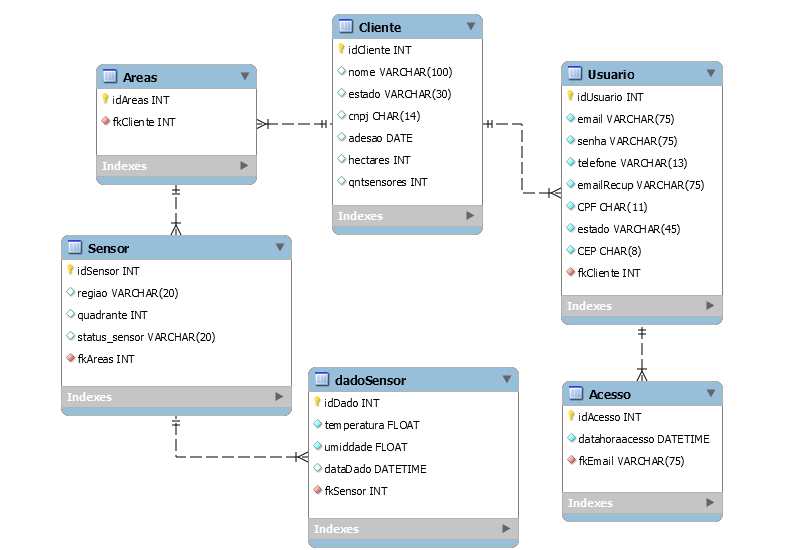 Cliente
idCliente INT
nome VARCHAR(100)
estado VARCHAR(30)
cnpj CHAR(14)
adesao DATE
hectares INT
qntsensores INT
Indexes
Areas
idAreas INT
fkCliente INT
Indexes
Usuario
idUsuario INT
email VARCHAR(75)
senha VARCHAR(75)
telefone VARCHAR(13)
emailRecup VARCHAR(75)
CPF CHAR(11)
estado VARCHAR(45)
CEP CHAR(8)
fkCliente INT
Indexes
Sensor
idSensor INT
regiao VARCHAR(20)
quadrante INT
status_sensor VARCHAR(20)
fkAreas INT
Indexes
dadoSensor
idDado INT
temperatura FLOAT
umiddade FLOAT
dataDado DATETIME
fkSensor INT
Indexes
Acesso
idAcesso INT
datahoraacesso DATETIME
fkEmail VARCHAR(75)
Indexes